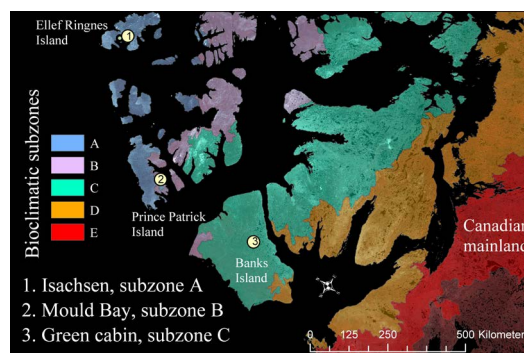 Ellef Ringnes
Island
1
Bioclimatic subzones
A
B
C
D
E
2
Prince Patrick
Island
3
Banks
Island
Canadian
mainland
1. Isachsen, subzone A
2. Mould Bay, subzone B
3. Green cabin, subzone C
0 125 250 500 Kilometer